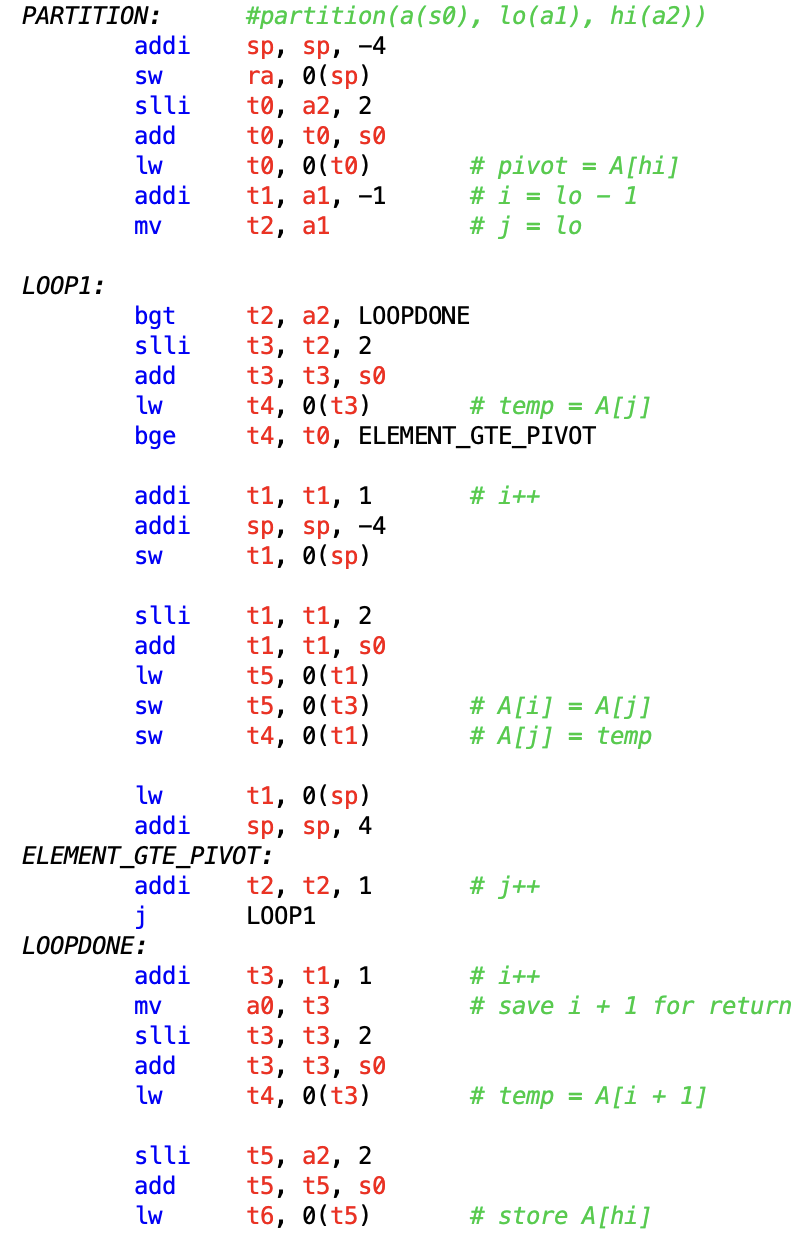 PARTITION: #partition(a(s0), lo(a1), hi(a2))
addi sp, sp, -4
sw ra, 0(sp)
slli t0, a2, 2
add t0, t0, s0
lw t0, 0(t0) # pivot = A[hi]
addi t1, a1, -1 # i = lo - 1
mv t2, a1 # j = lo
LOOP1:
bgt t2, a2, LOOPDONE
slli t3, t2, 2
add t3, t3, s0
lw t4, 0(t3) # temp = A[j]
bge t4, t0, ELEMENT_GTE_PIVOT
addi t1, t1, 1 # i++
addi sp, sp, -4
sw t1, 0(sp)
slli t1, t1, 2
add t1, t1, s0
lw t5, 0(t1)
sw t5, 0(t3) # A[i] = A[j]
sw t4, 0(t1) # A[j] = temp
lw t1, 0(sp)
addi sp, sp, 4
ELEMENT_GTE_PIVOT:
addi t2, t2, 1 # j++
j LOOP1
LOOPDONE:
addi t3, t1, 1 # i++
mv a0, t3 # save i + 1 for return
slli t3, t3, 2
add t3, t3, s0
lw t4, 0(t3) # temp = A[i + 1]
slli t5, a2, 2
add t5, t5, s0
lw t6, 0(t5) # store A[hi]